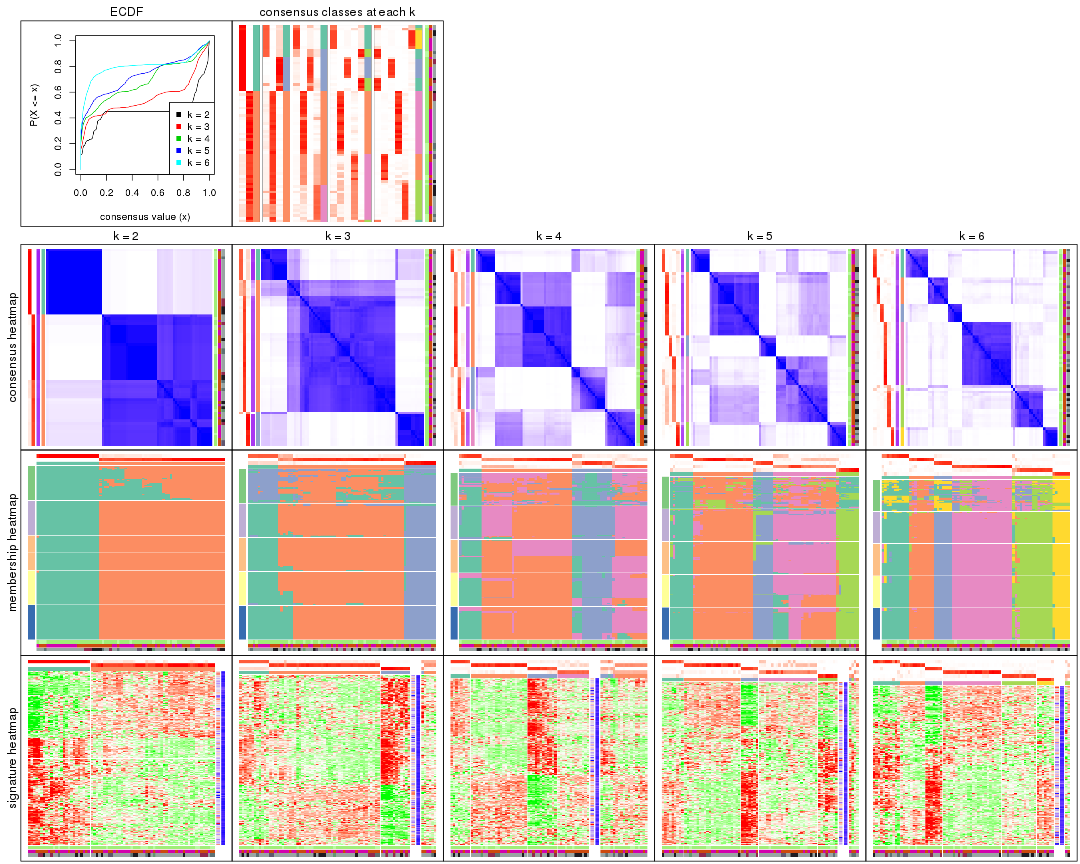 ECDF
consensus classes at each k
P(X <= x)
0.0 0.2 0.4 0.6 0.8 1.0
k = 2
k = 3
k = 4
k = 5
k = 6
0.0 0.2 0.4 0.6 0.8 1.0
consensus value (x)
k = 2
k = 3
k = 4
k = 5
k = 6
consensus heatmap
membership heatmap
signature heatmap